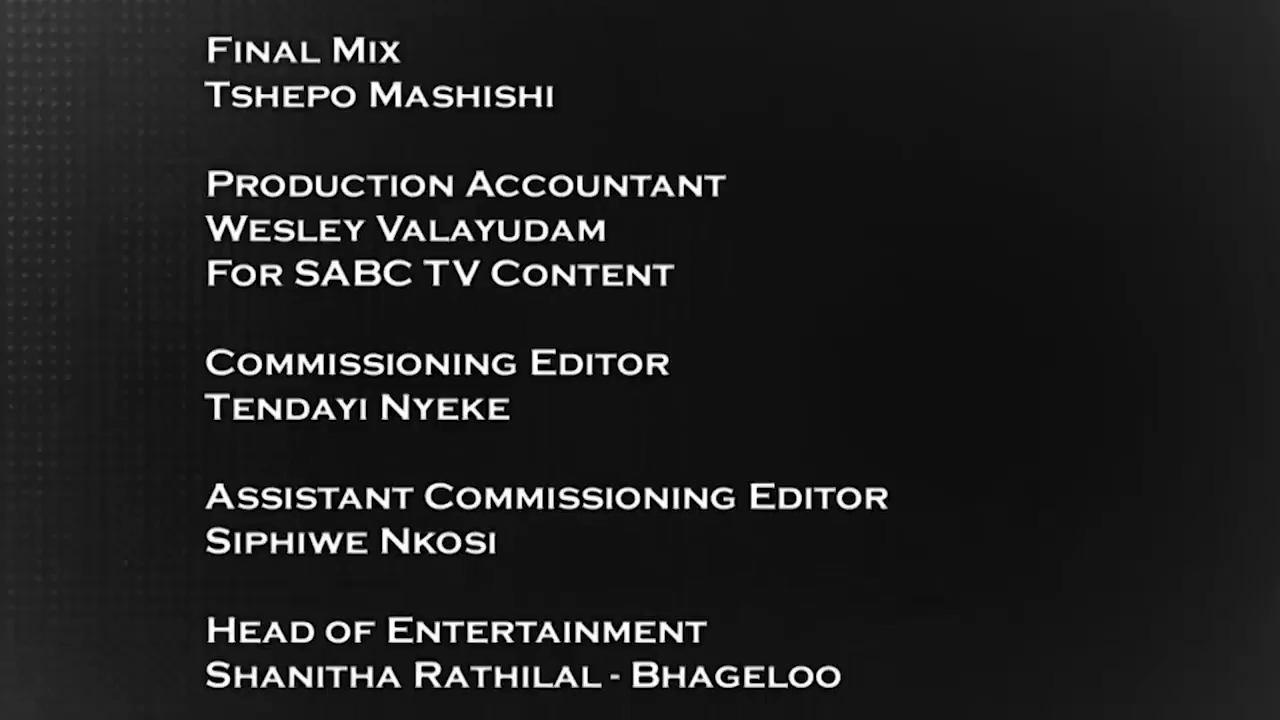 Final Mix
Tshepo Mashishi
Production Accountant
Wesley Valayudam
For SABC TV Content
Commissioning Editor
Tendayi Nyeke
Assistant Commissioning Editor
Siphiwe Nkosi
Head of Entertainment
Shanitha Rathilal - Bhageloo